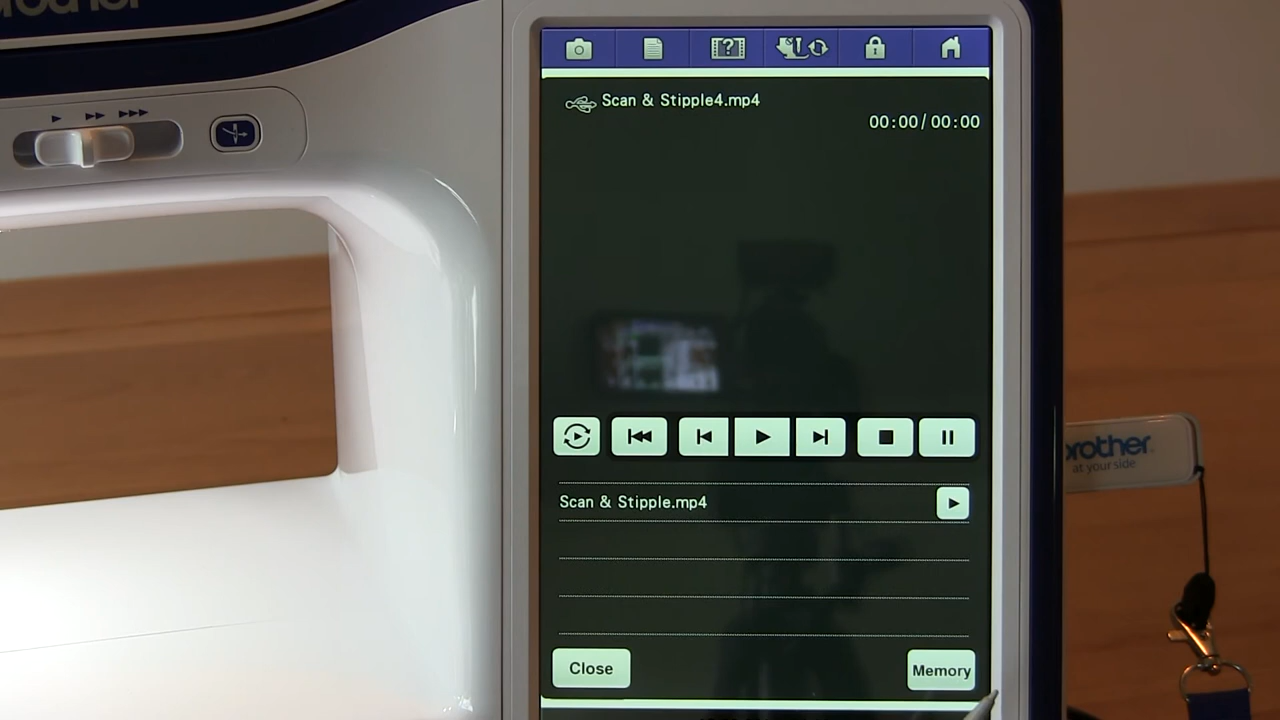 Scan & Stipple4.mp4
00:00/00:00
Scan & Stipple.mp4
Close
Memory
brother
at your side